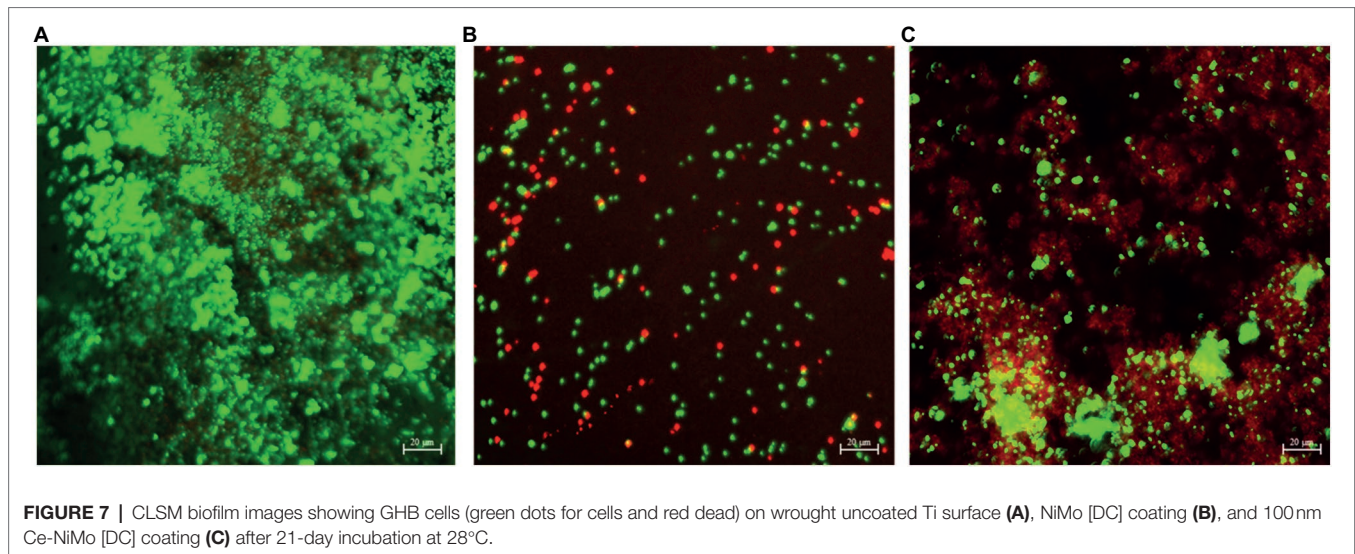 A
B
C
20 µm
20 µm
20 µm
FIGURE 7 | CLSM biofilm images showing GHB cells (green dots for cells and red dead) on wrought uncoated Ti surface (A), NiMo [DC] coating (B), and 100 nm
Ce-NiMo [DC] coating (C) after 21-day incubation at 28°C.